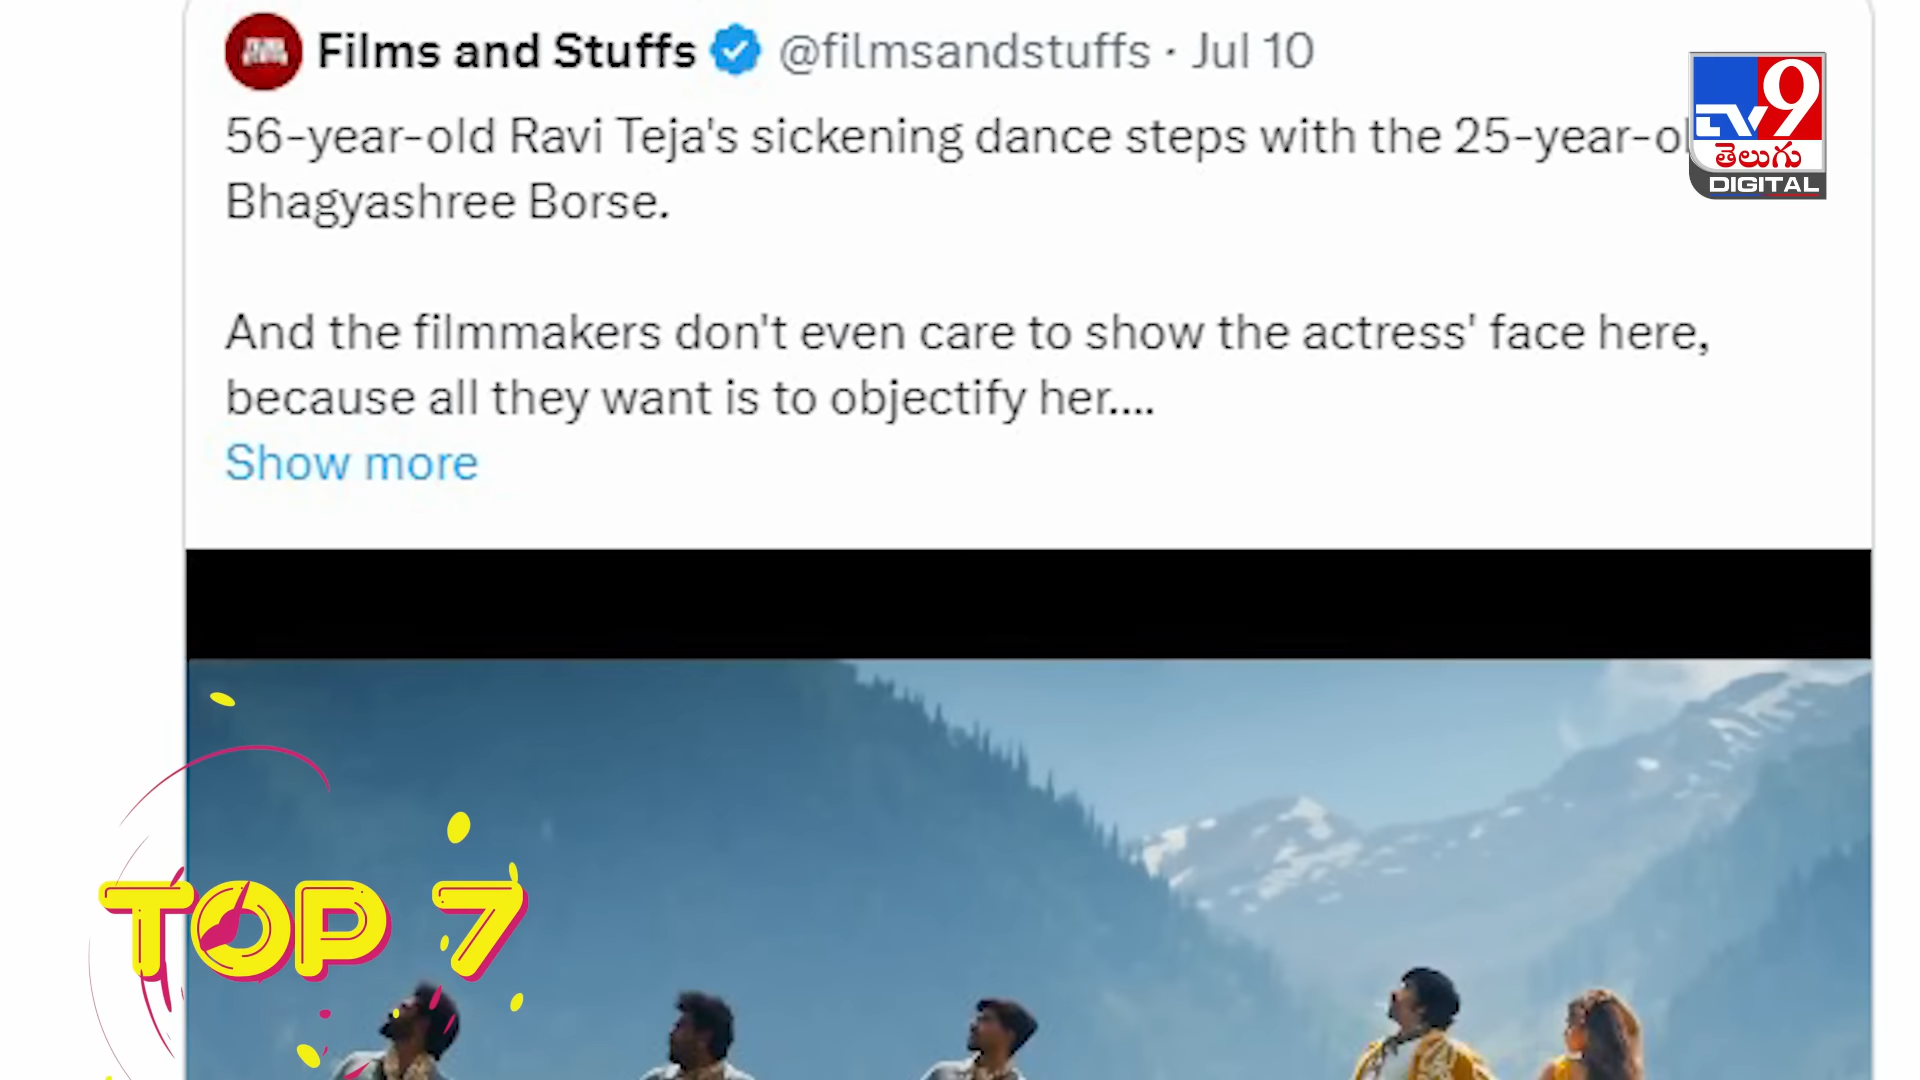 Films and Stuffs @filmsandstuffs · Jul 10
56-year-old Ravi Teja's sickening dance steps with the 25-year-ol
Bhagyashree Borse.
And the filmmakers don't even care to show the actress' face here,
because all they want is to objectify her....
Show more
TV9
తెలుగు
DIGITAL
TOP 7